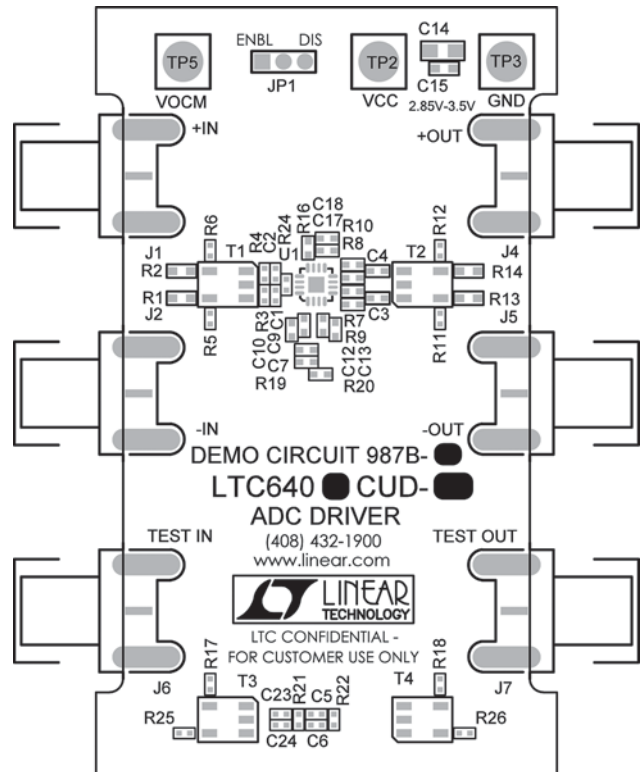 ENBL DIS
C14
TP5
TP2
TP3
JP1
C15
VOCM
VCC
2.85V-3.5V
GND
+IN
+OUT
R6
R4
C2
R24
R16
C18
C17
R10
R8
R12
J1
T1
U1
C4
T2
J4
R2
R14
R1
R13
J2
R3
C1
C3
J5
R5
C10
C9
C7
R19
R7
R9
C12
C13
R20
R11
-IN
-OUT
DEMO CIRCUIT 987B-
LTC640 CUD-
ADC DRIVER
TEST IN
(408) 432-1900
TEST OUT
www.linear.com
LINEAR
TECHNOLOGY
LTC CONFIDENTIAL -
FOR CUSTOMER USE ONLY
R17
R18
J6
T3
C23
R21
C5
R22
T4
J7
R25
C24
C6
R26